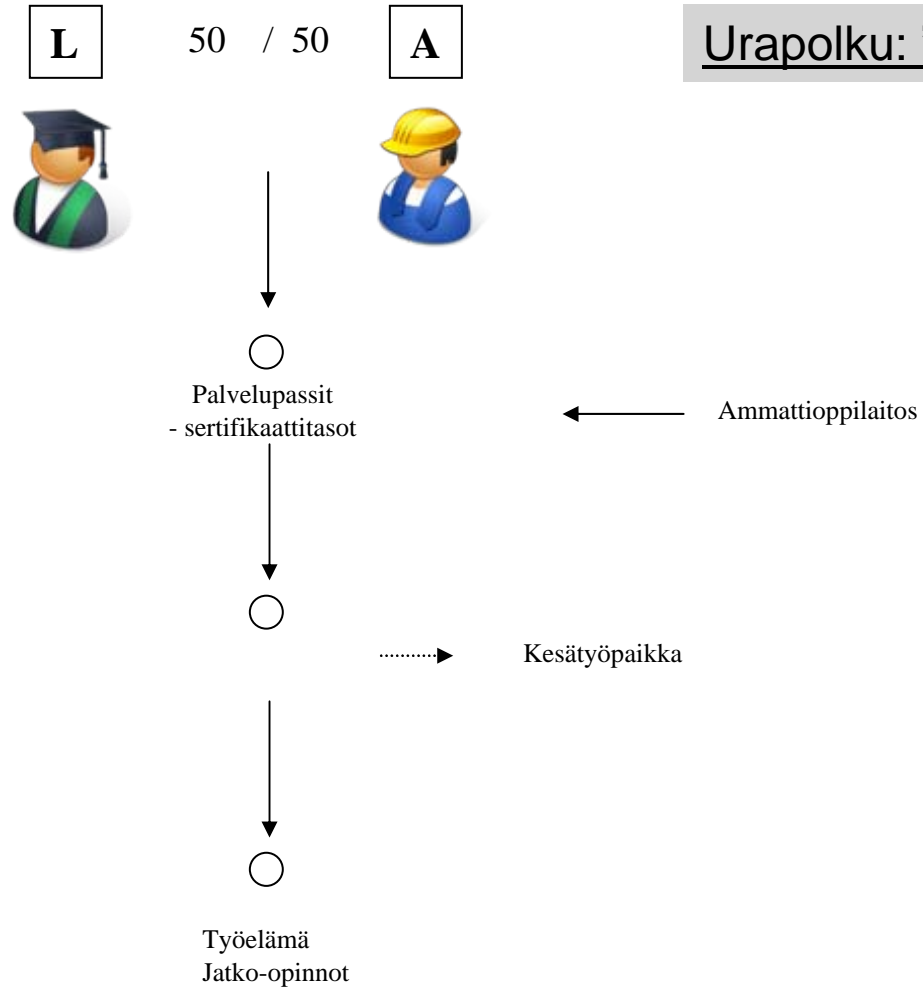 L 50 / 50 A
Urapolku:
Palvelupassit
- sertifikaattitasot
Ammattioppilaitos
Kesätyöpaikka
Työelämä
Jatko-opinnot